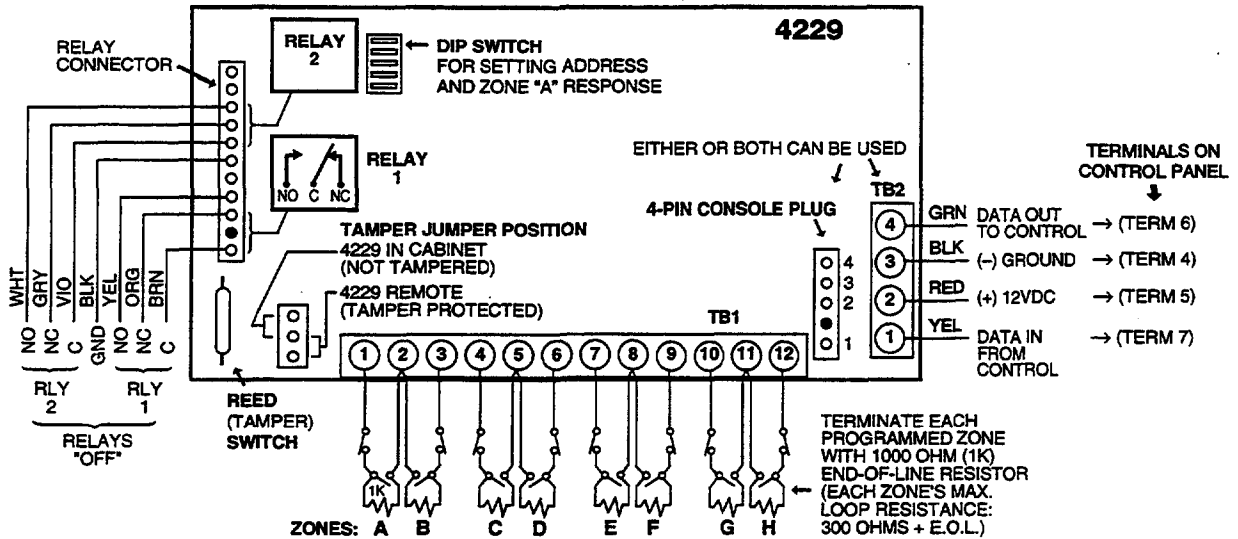 4229
RELAY
CONNECTOR
RELAY
2
DIP SWITCH
FOR SETTING ADDRESS
AND ZONE "A" RESPONSE
RELAY
1
NO C NC
EITHER OR BOTH CAN BE USED
TERMINALS ON
CONTROL PANEL
TB2
4-PIN CONSOLE PLUG
4
3
2
1
4 GRN DATA OUT
TO CONTROL → (TERM 6)
3 BLK (–) GROUND → (TERM 4)
2 RED (+) 12VDC → (TERM 5)
1 YEL DATA IN
FROM
CONTROL → (TERM 7)
TAMPER JUMPER POSITION
4229 IN CABINET
(NOT TAMPERED)
4229 REMOTE
(TAMPER PROTECTED)
TB1
1 2 3 4 5 6 7 8 9 10 11 12
WHT GRY VIO BLK YEL ORG BRN
NO NC C GND NO NC C
RLY
2
RLY
1
RELAYS
"OFF"
REED
(TAMPER)
SWITCH
1K
ZONES: A B C D E F G H
TERMINATE EACH
PROGRAMMED ZONE
WITH 1000 OHM (1K)
END-OF-LINE RESISTOR
(EACH ZONE'S MAX.
LOOP RESISTANCE:
300 OHMS + E.O.L.)